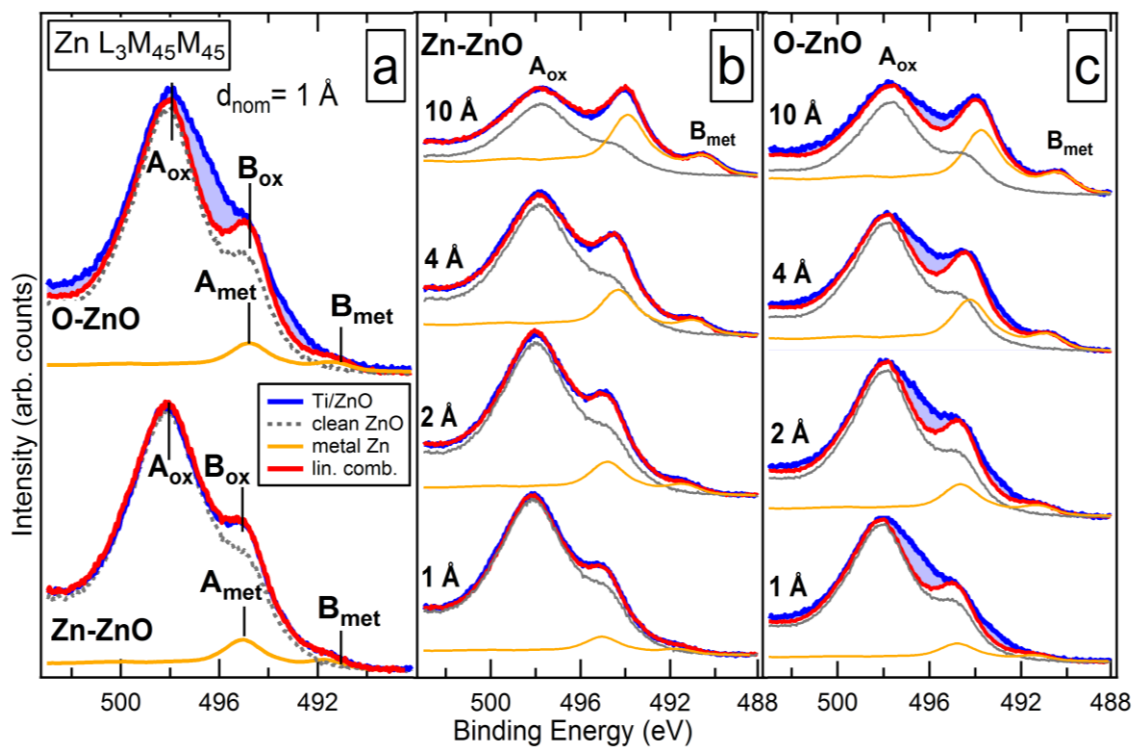 Zn L₃M₄₅M₄₅
a
dₙₒₘ= 1 Å
Aₒₓ
Bₒₓ
Aₘₑₜ
Bₘₑₜ
O-ZnO
Ti/ZnO
clean ZnO
metal Zn
lin. comb.
Aₒₓ
Bₒₓ
Aₘₑₜ
Bₘₑₜ
Zn-ZnO
500
496
492
Zn-ZnO
b
Aₒₓ
10 Å
Bₘₑₜ
4 Å
2 Å
1 Å
500
496
492
488
O-ZnO
c
Aₒₓ
10 Å
Bₘₑₜ
4 Å
2 Å
1 Å
500
496
492
488
Intensity (arb. counts)
Binding Energy (eV)